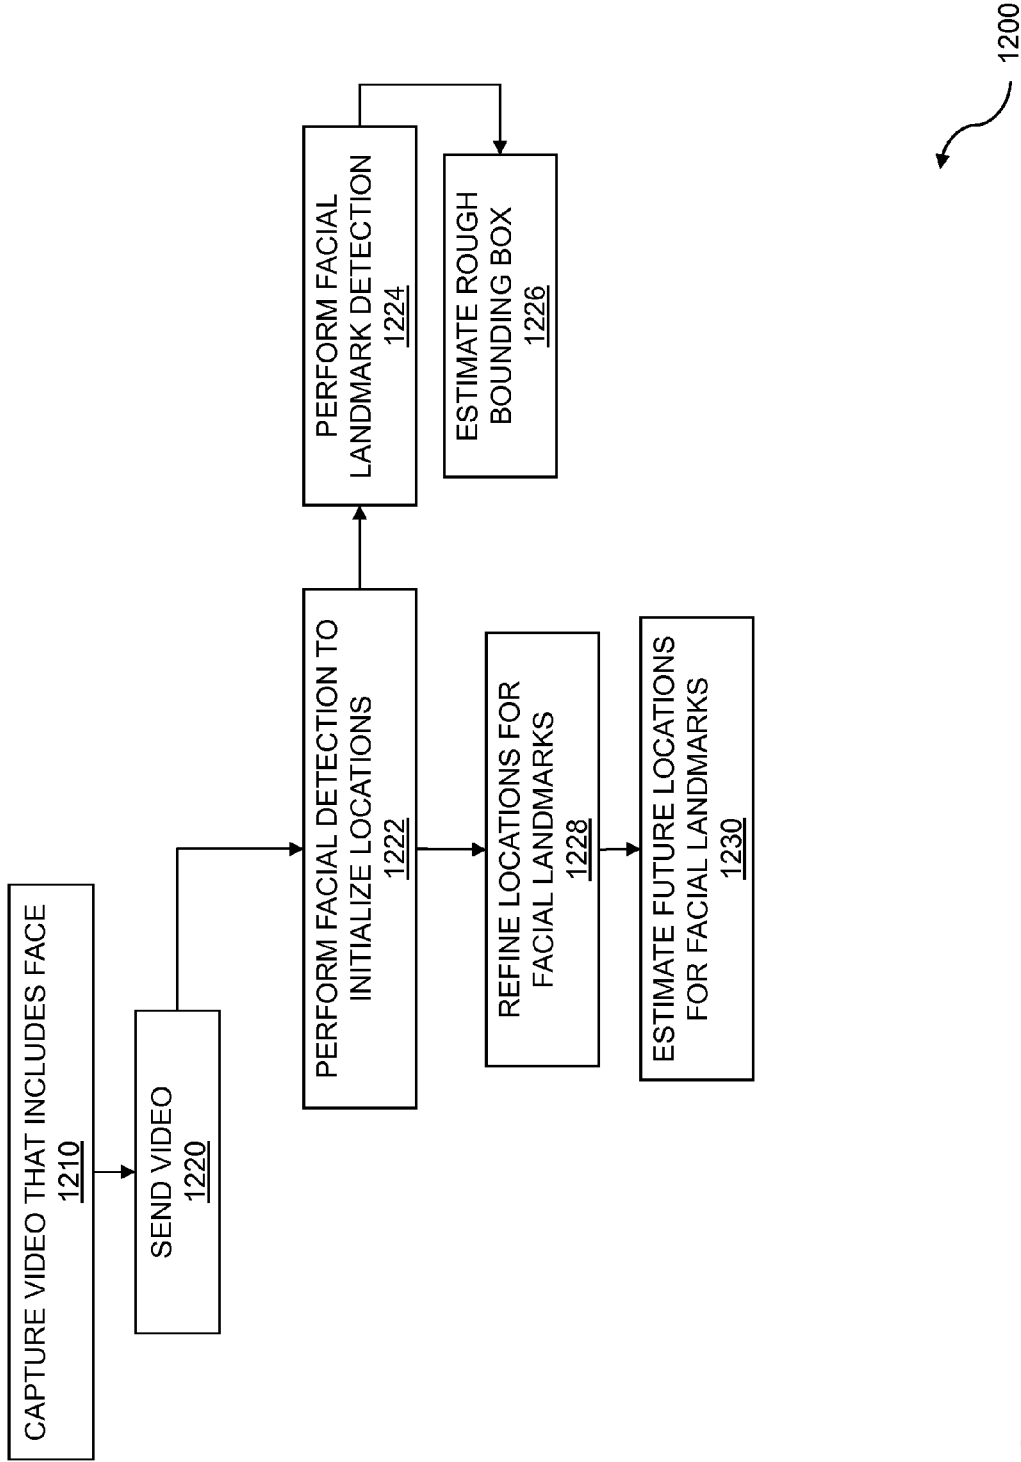 CAPTURE VIDEO THAT INCLUDES FACE
1210
SEND VIDEO
1220
PERFORM FACIAL DETECTION TO
INITIALIZE LOCATIONS
1222
PERFORM FACIAL
LANDMARK DETECTION
1224
ESTIMATE ROUGH
BOUNDING BOX
1226
REFINE LOCATIONS FOR
FACIAL LANDMARKS
1228
ESTIMATE FUTURE LOCATIONS
FOR FACIAL LANDMARKS
1230
1200